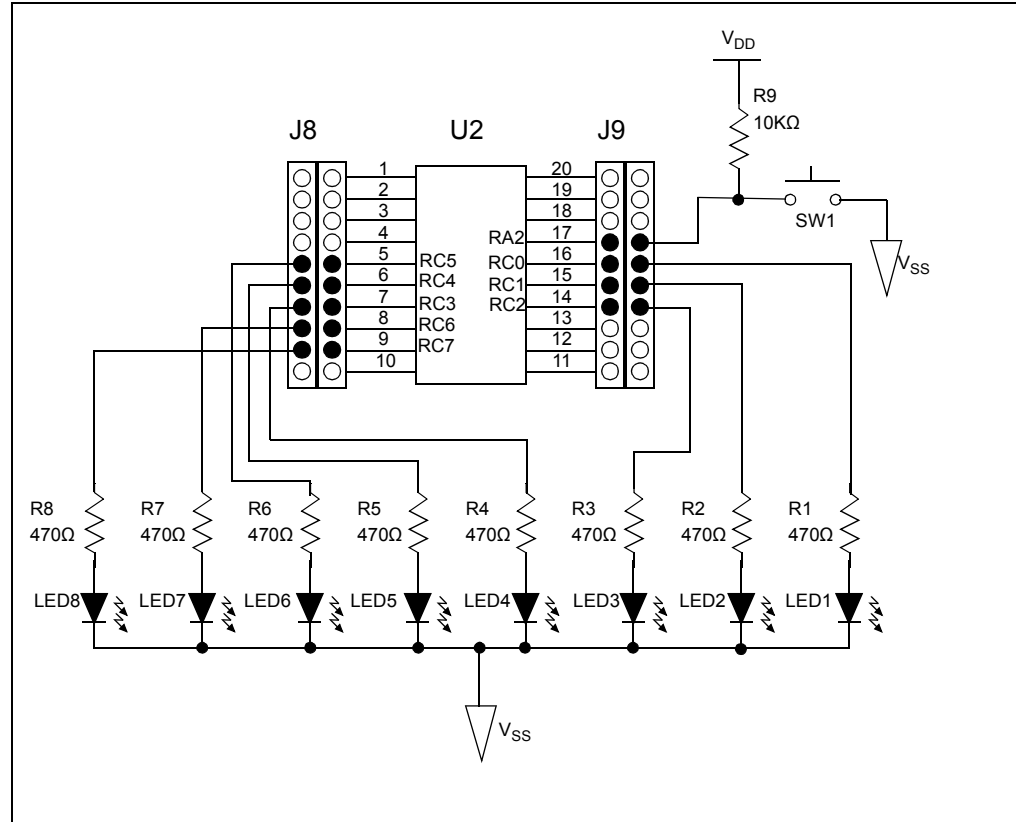 V_DD
R9
10KΩ
J8 U2 J9
1 20
2 19
3 18
4 RA2 17
5 RC5 RC0 16
6 RC4 RC1 15
7 RC3 RC2 14
8 RC6 13
9 RC7 12
10 11
SW1
V_SS
R8 R7 R6 R5 R4 R3 R2 R1
470Ω 470Ω 470Ω 470Ω 470Ω 470Ω 470Ω 470Ω
LED8 LED7 LED6 LED5 LED4 LED3 LED2 LED1
V_SS